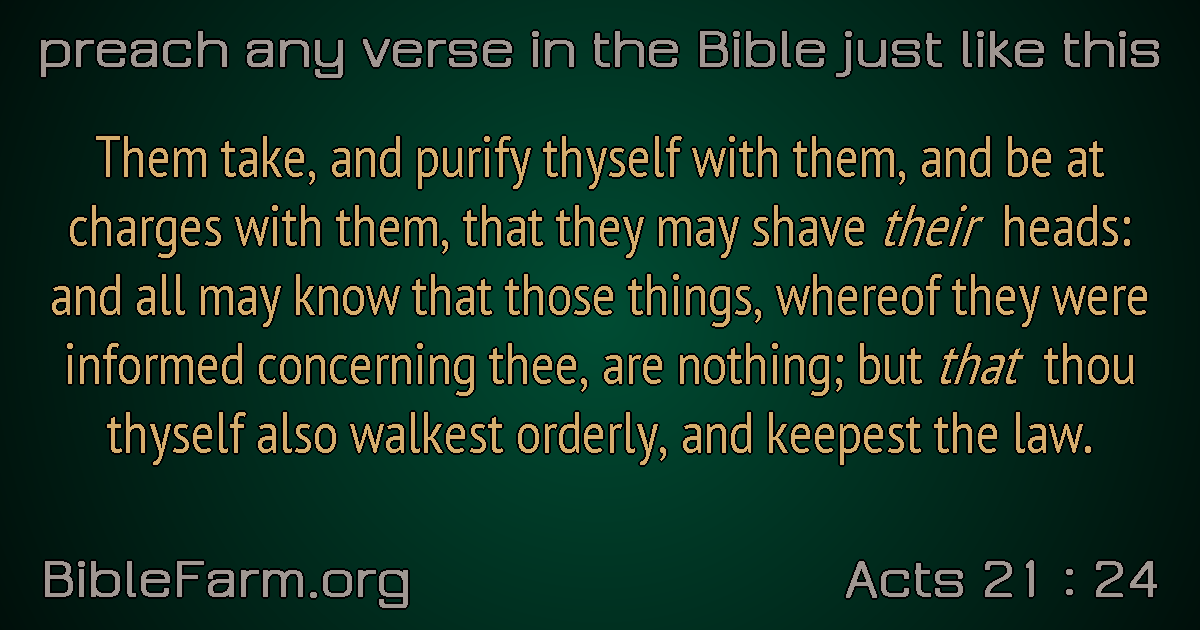 preach any verse in the Bible just like this
Them take, and purify thyself with them, and be at
charges with them, that they may shave their heads:
and all may know that those things, whereof they were
informed concerning thee, are nothing; but that thou
thyself also walkest orderly, and keepest the law.
BibleFarm.org
Acts 21 : 24